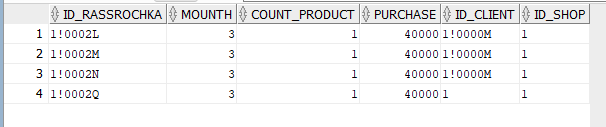 ID_RASSROCHKA MOUNTH COUNT_PRODUCT PURCHASE ID_CLIENT ID_SHOP
1 1!0002L 3 1 40000 1!0000M 1
2 1!0002M 3 1 40000 1!0000M 1
3 1!0002N 3 1 40000 1!0000M 1
4 1!0002Q 3 1 40000 1 1